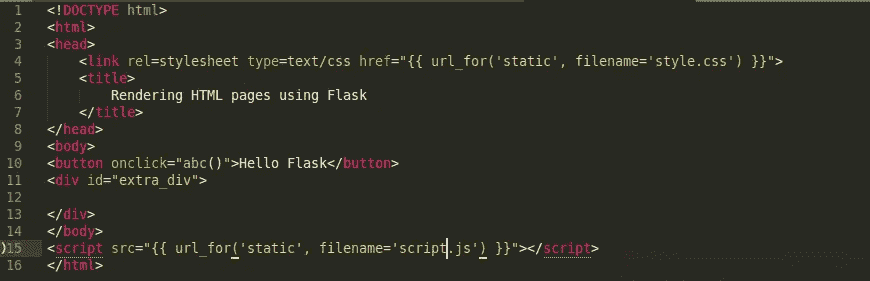 1 <!DOCTYPE html>
2 <html>
3 <head>
4     <link rel=stylesheet type=text/css href="{{ url_for('static', filename='style.css') }}">
5     <title>
6         Rendering HTML pages using Flask
7     </title>
8 </head>
9 <body>
10 <button onclick="abc()">Hello Flask</button>
11 <div id="extra_div">
12
13 </div>
14 </body>
15 <script src="{{ url_for('static', filename='script.js') }}"></script>
16 </html>